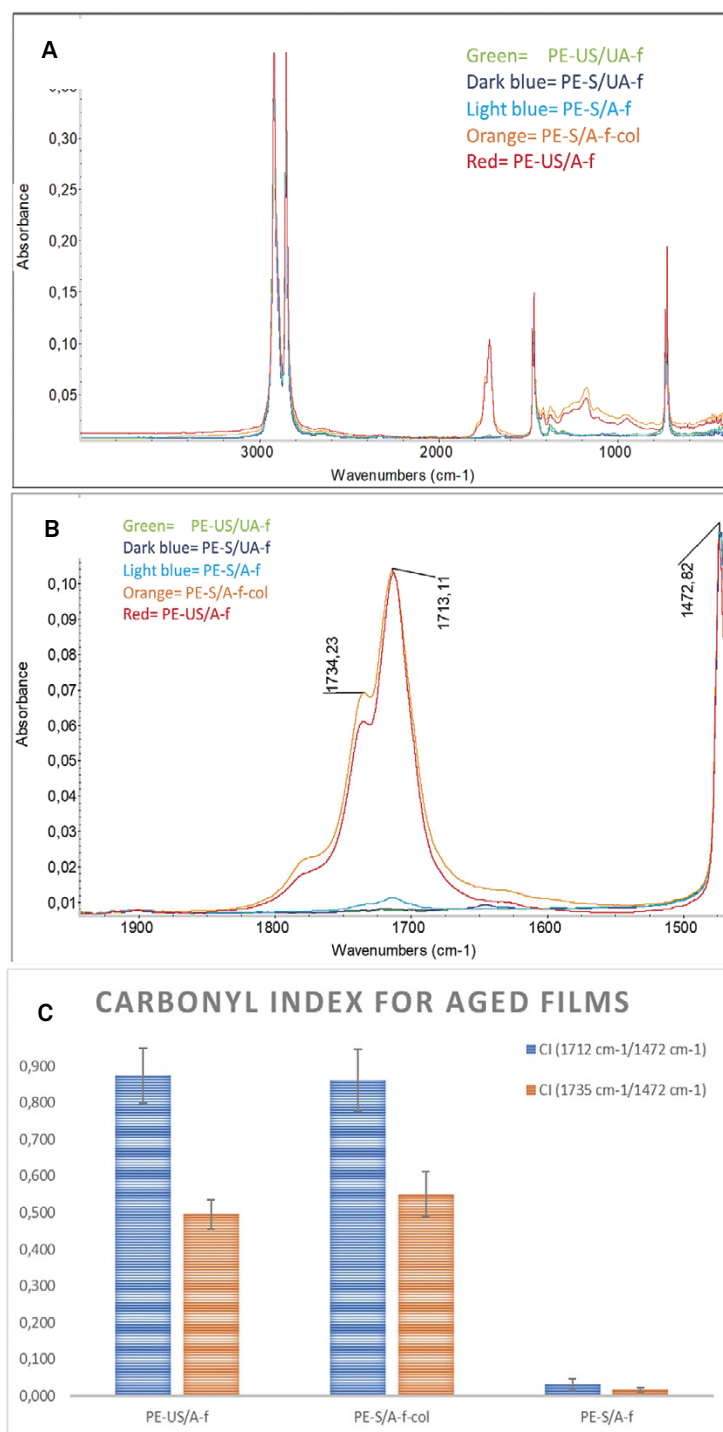 A
Green= PE-US/UA-f
Dark blue= PE-S/UA-f
Light blue= PE-S/A-f
Orange= PE-S/A-f-col
Red= PE-US/A-f
0,30
0,25
0,20
0,15
0,10
0,05
Absorbance
3000 2000 1000
Wavenumbers (cm-1)
B
Green= PE-US/UA-f
Dark blue= PE-S/UA-f
Light blue= PE-S/A-f
Orange= PE-S/A-f-col
Red= PE-US/A-f
1734,23
1713,11
1472,82
0,10
0,09
0,08
0,07
0,06
0,05
0,04
0,03
0,02
0,01
Absorbance
1900 1800 1700 1600 1500
Wavenumbers (cm-1)
C
CARBONYL INDEX FOR AGED FILMS
CI (1712 cm-1/1472 cm-1)
CI (1735 cm-1/1472 cm-1)
0,900
0,800
0,700
0,600
0,500
0,400
0,300
0,200
0,100
0,000
PE-US/A-f PE-S/A-f-col PE-S/A-f